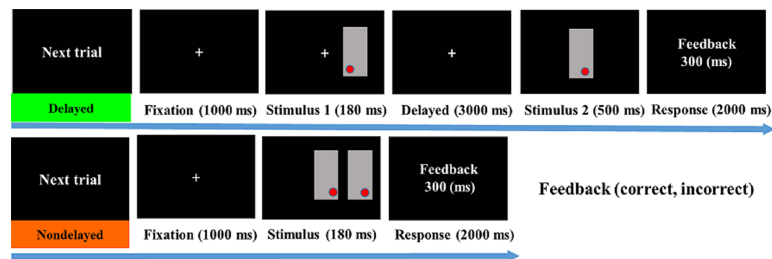 Next trial
+
+
+
Feedback
300 (ms)
Delayed
Fixation (1000 ms)
Stimulus 1 (180 ms)
Delayed (3000 ms)
Stimulus 2 (500 ms)
Response (2000 ms)
Next trial
+
Feedback
300 (ms)
Feedback (correct, incorrect)
Nondelayed
Fixation (1000 ms)
Stimulus (180 ms)
Response (2000 ms)